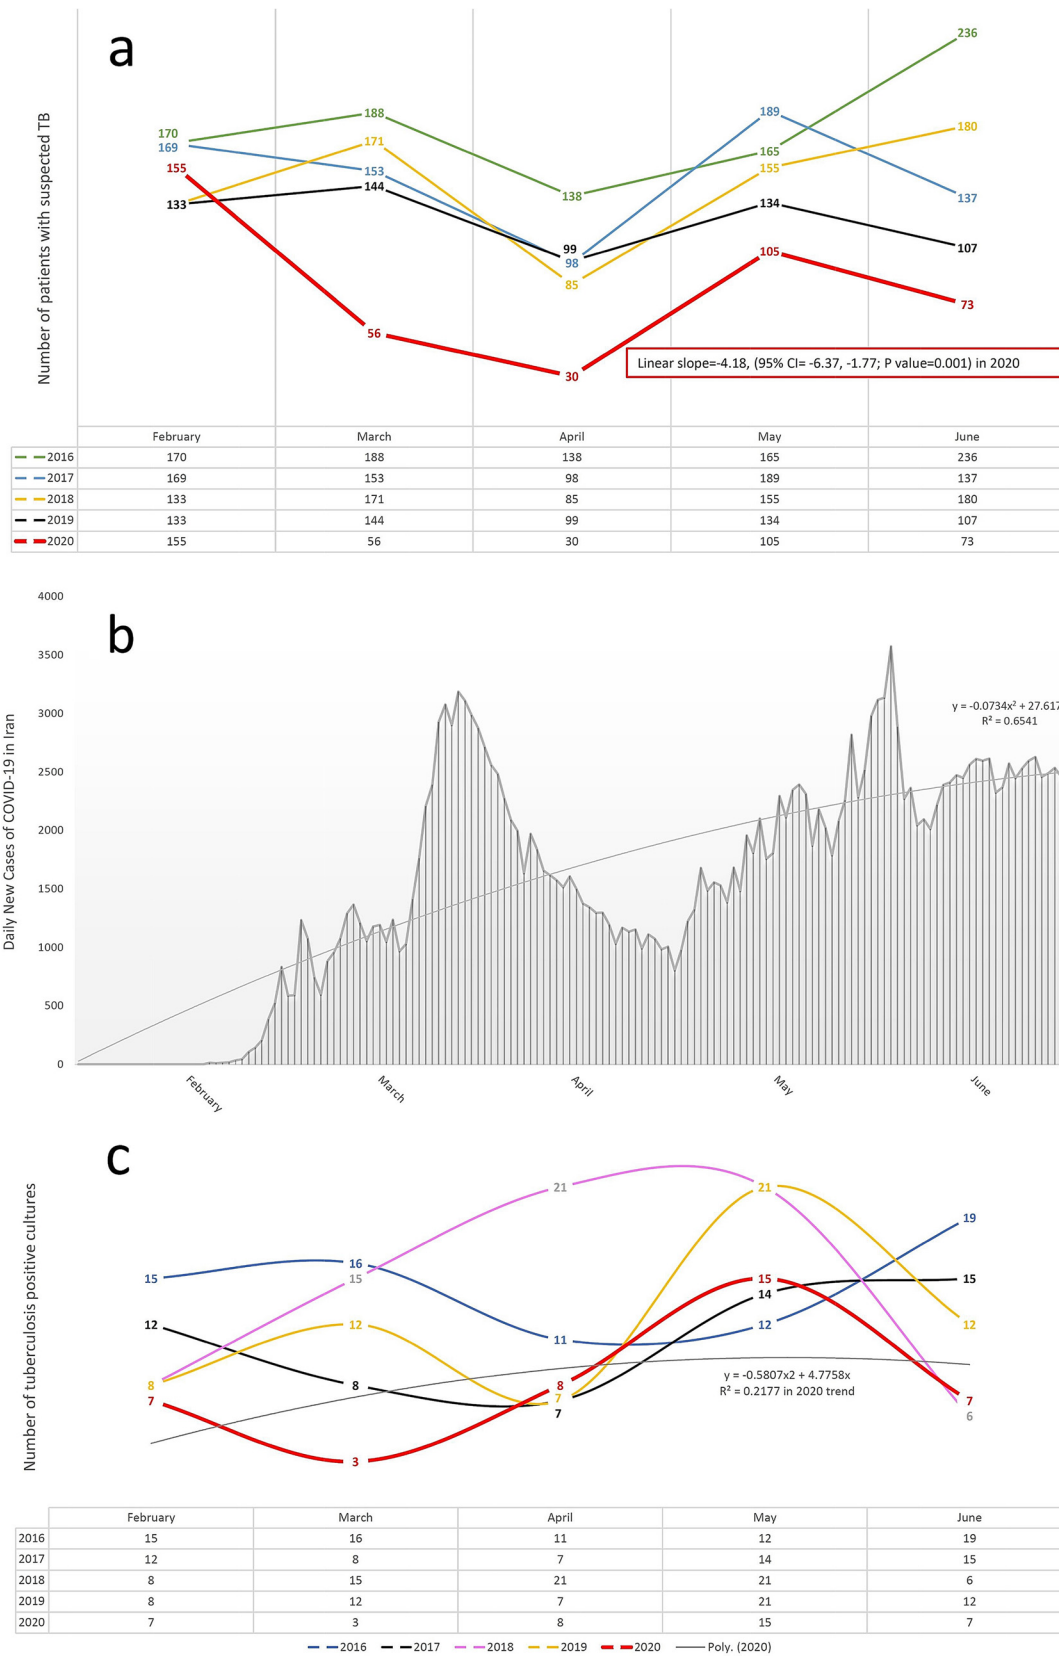 a
Number of patients with suspected TB
236
188
189
170
171
180
169
165
155
153
155
144
138
137
133
134
99
98
107
105
85
73
56
30
Linear slope=-4.18, (95% CI= -6.37, -1.77; P value=0.001) in 2020
February March April May June
2016 170 188 138 165 236
2017 169 153 98 189 137
2018 133 171 85 155 180
2019 133 144 99 134 107
2020 155 56 30 105 73
b
Daily New Cases of COVID-19 in Iran
4000
3500
3000
2500
2000
1500
1000
500
0
y = -0.0734x² + 27.617
R² = 0.6541
February March April May June
c
Number of tuberculosis positive cultures
21 21
19
16
15 15 15 15
14
12 12 12 12
11
8 8 8
7 7 7 7
6
3
y = -0.5807x2 + 4.7758x
R² = 0.2177 in 2020 trend
February March April May June
2016 15 16 11 12 19
2017 12 8 7 14 15
2018 8 15 21 21 6
2019 8 12 7 21 12
2020 7 3 8 15 7
2016 2017 2018 2019 2020 Poly. (2020)